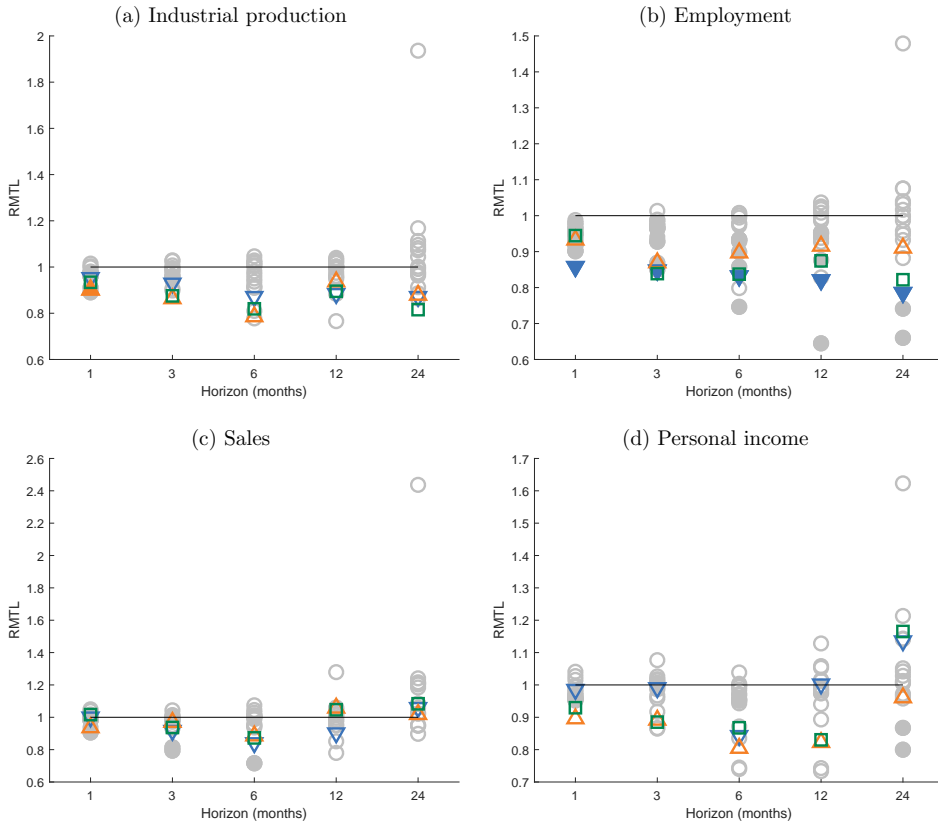 (a) Industrial production
2
1.8
1.6
1.4
1.2
1
0.8
0.6
RMTL
1 3 6 12 24
Horizon (months)
(b) Employment
1.5
1.4
1.3
1.2
1.1
1
0.9
0.8
0.7
0.6
RMTL
1 3 6 12 24
Horizon (months)
(c) Sales
2.6
2.4
2.2
2
1.8
1.6
1.4
1.2
1
0.8
0.6
RMTL
1 3 6 12 24
Horizon (months)
(d) Personal income
1.7
1.6
1.5
1.4
1.3
1.2
1.1
1
0.9
0.8
0.7
RMTL
1 3 6 12 24
Horizon (months)